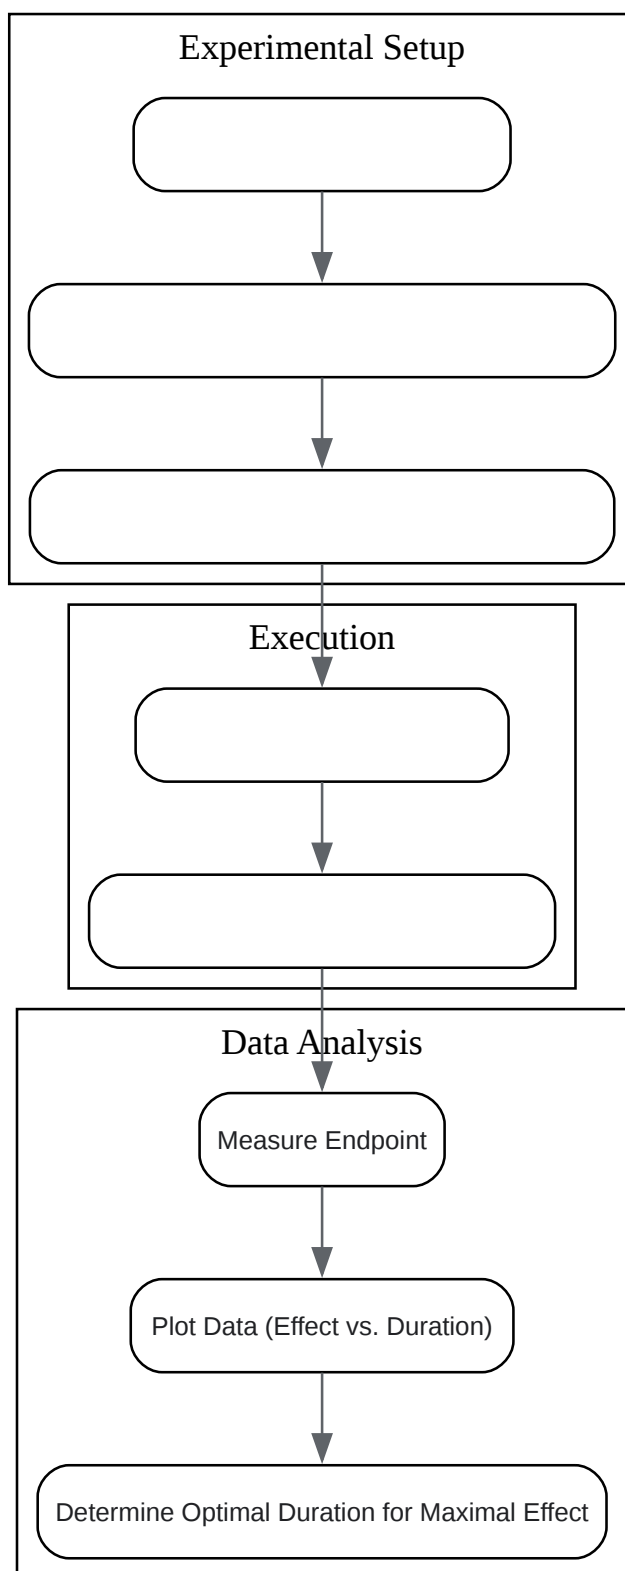 Experimental Setup
Execution
Data Analysis
Measure Endpoint
Plot Data (Effect vs. Duration)
Determine Optimal Duration for Maximal Effect